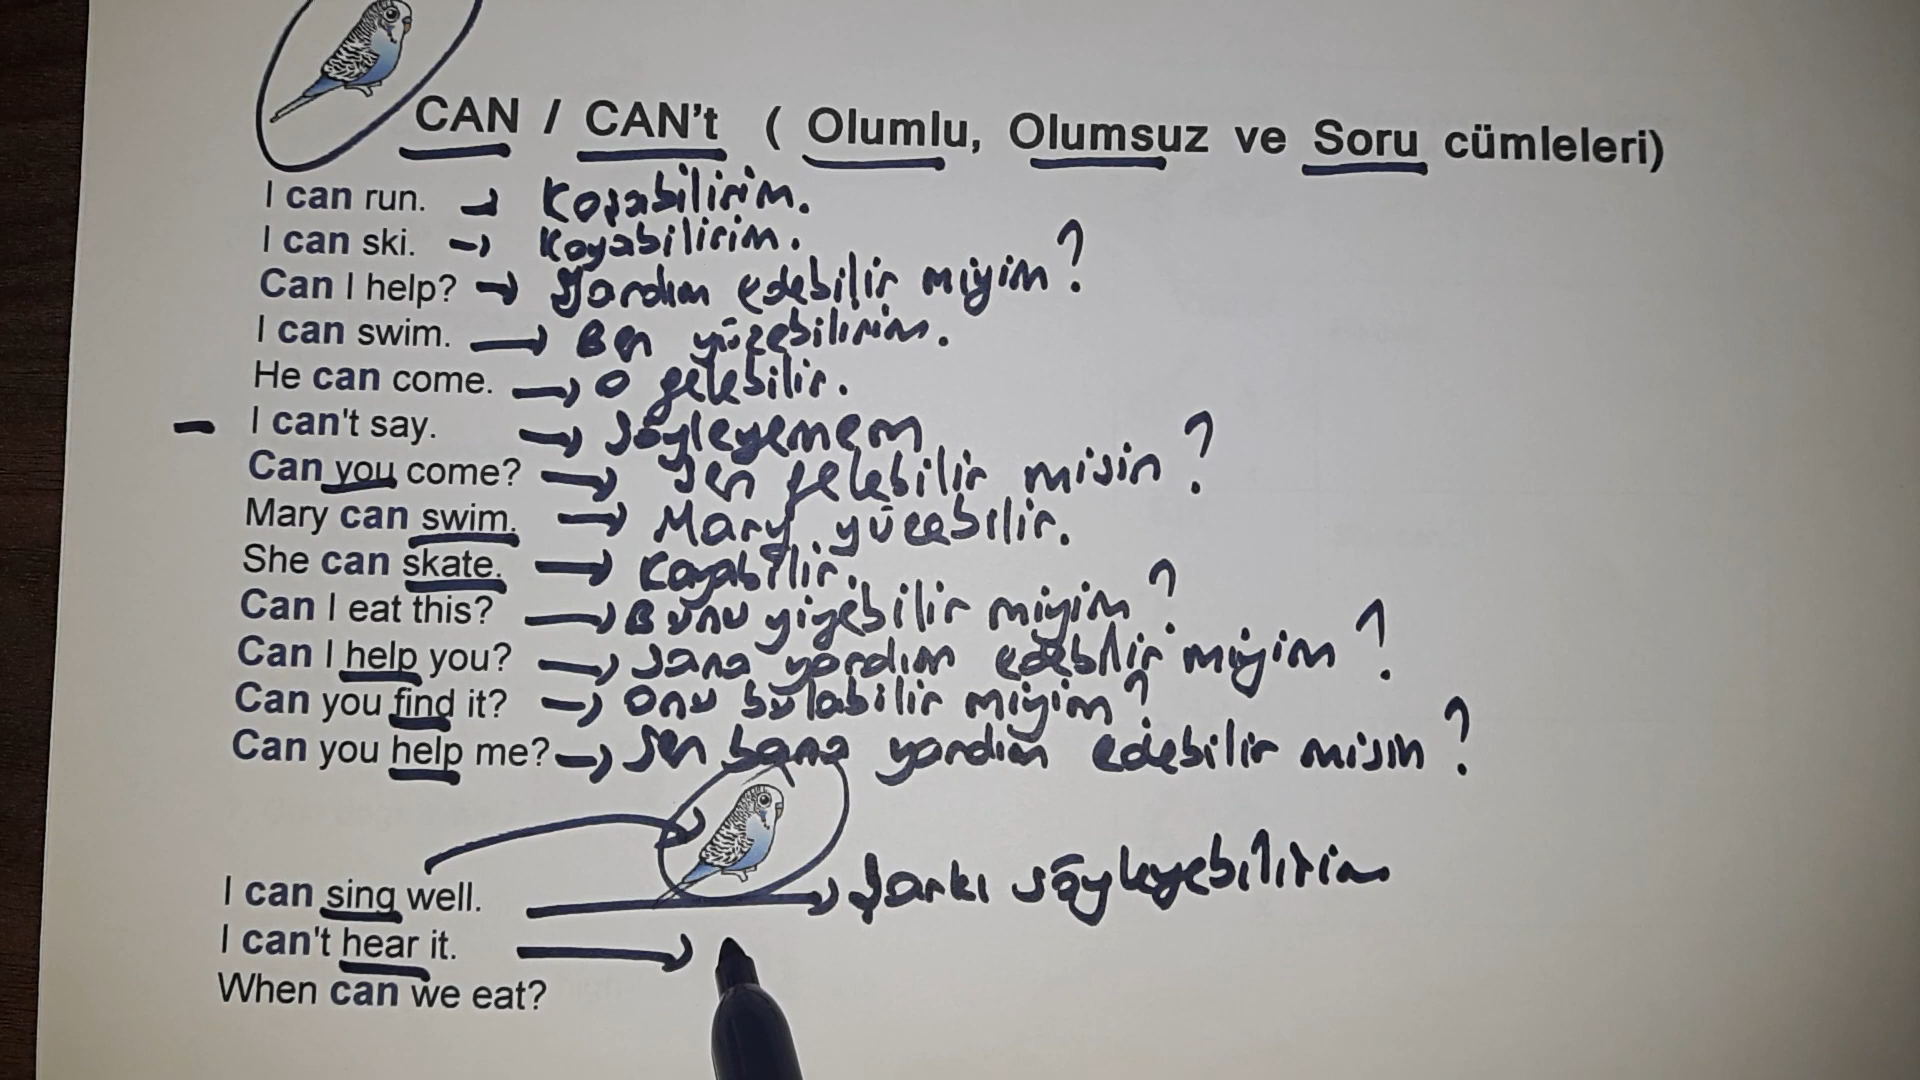 CAN / CAN't ( Olumlu, Olumsuz ve Soru cümleleri)
I can run. → Koşabilirim.
I can ski. → Kayabilirim.
Can I help? → Yardım edebilir miyim?
I can swim. → Ben yüzebilirim.
He can come. → O gelebilir.
- I can't say. → Söyleyemem
Can you come? → Sen gelebilir misin?
Mary can swim. → Mary yüzebilir.
She can skate. → Kayabilir.
Can I eat this? → Bunu yiyebilir miyim?
Can I help you? → Sana yardım edebilir miyim?
Can you find it? → Onu bulabilir miyim?
Can you help me? → Sen bana yardım edebilir misin?
I can sing well. → Şarkı söyleyebilirim
I can't hear it. →
When can we eat?